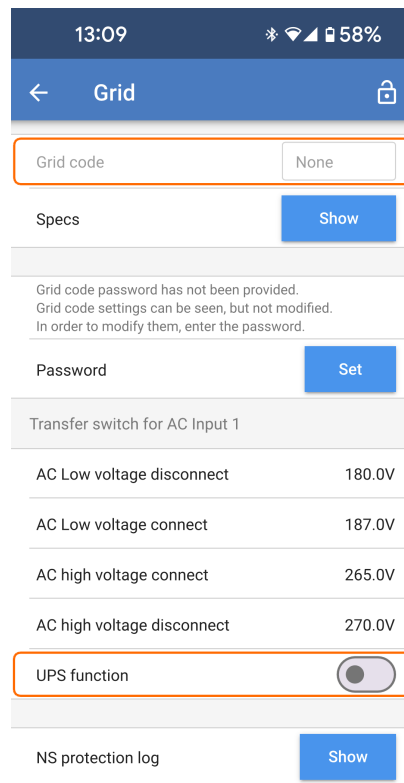 13:09 58%
Grid
Grid code None
Specs Show
Grid code password has not been provided.
Grid code settings can be seen, but not modified.
In order to modify them, enter the password.
Password Set
Transfer switch for AC Input 1
AC Low voltage disconnect 180.0V
AC Low voltage connect 187.0V
AC high voltage connect 265.0V
AC high voltage disconnect 270.0V
UPS function
NS protection log Show